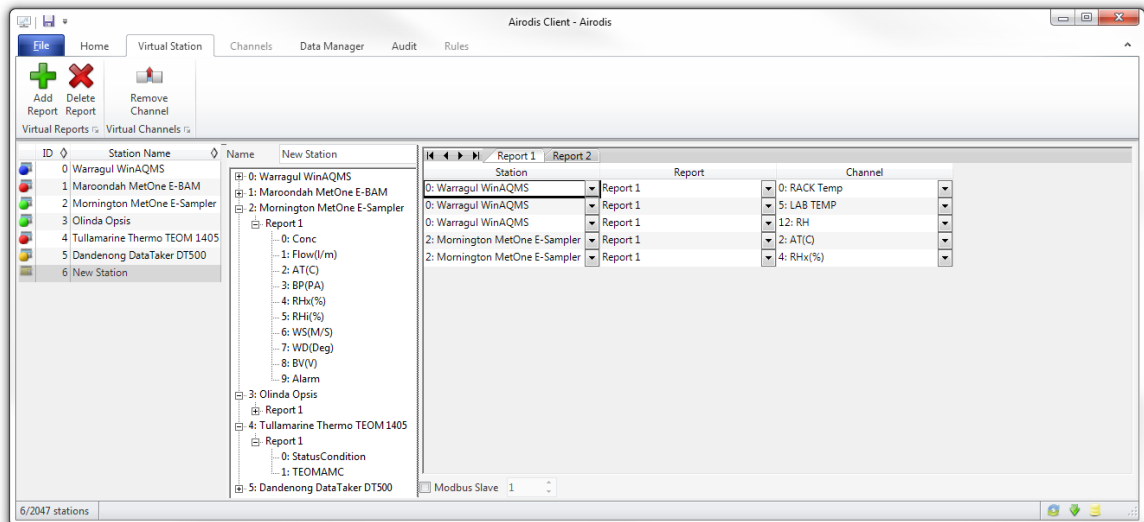 Airodis Client - Airodis
File Home Virtual Station Channels Data Manager Audit Rules
Add Report Delete Report Remove Channel
Virtual Reports Virtual Channels
ID Station Name
0 Warragul WinAQMS
1 Maroondah MetOne E-BAM
2 Mornington MetOne E-Sampler
3 Olinda Opsis
4 Tullamarine Thermo TEOM 1405
5 Dandenong DataTaker DT500
6 New Station
Name New Station
0: Warragul WinAQMS
1: Maroondah MetOne E-BAM
2: Mornington MetOne E-Sampler
Report 1
0: Conc
1: Flow(l/m)
2: AT(C)
3: BP(PA)
4: RHx(%)
5: RHi(%)
6: WS(M/S)
7: WD(Deg)
8: BV(V)
9: Alarm
3: Olinda Opsis
Report 1
4: Tullamarine Thermo TEOM 1405
Report 1
0: StatusCondition
1: TEOMAMC
5: Dandenong DataTaker DT500
Report 1 Report 2
Station Report Channel
0: Warragul WinAQMS Report 1 0: RACK Temp
0: Warragul WinAQMS Report 1 5: LAB TEMP
0: Warragul WinAQMS Report 1 12: RH
2: Mornington MetOne E-Sampler Report 1 2: AT(C)
2: Mornington MetOne E-Sampler Report 1 4: RHx(%)
Modbus Slave 1
6/2047 stations